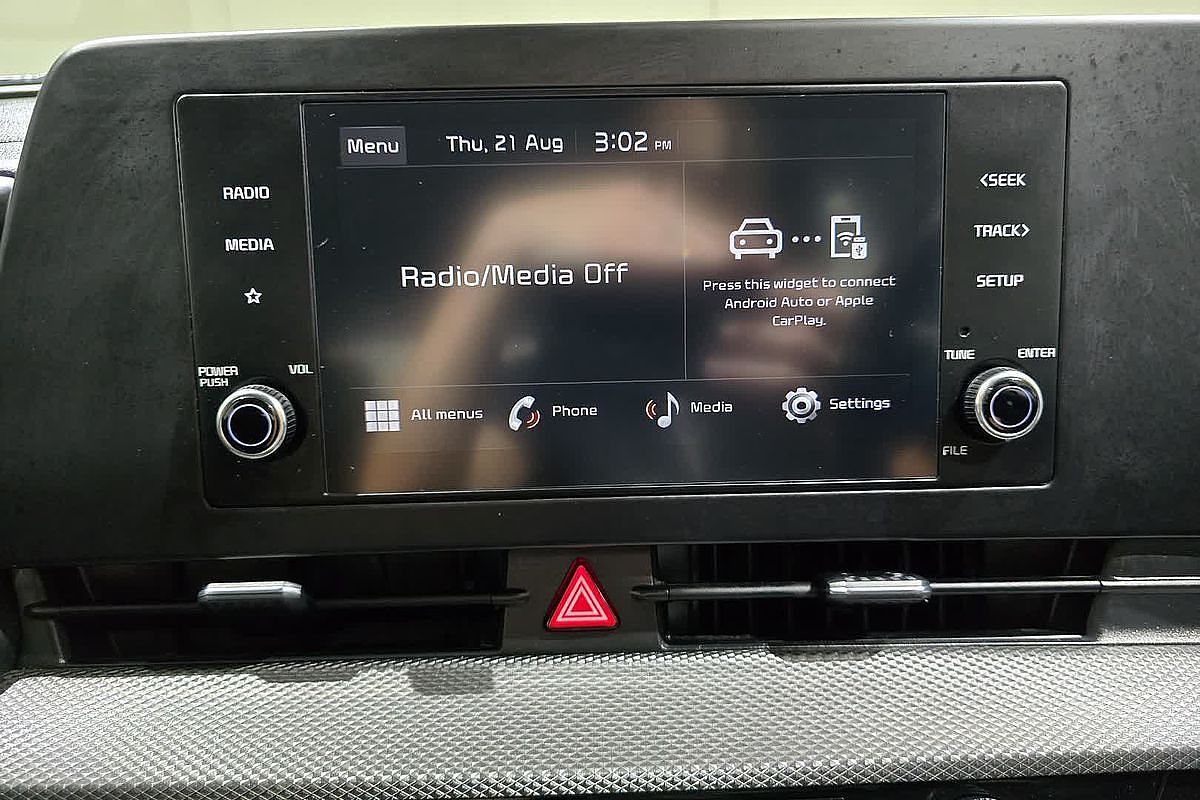 Menu
Thu, 21 Aug
3:02 PM
RADIO
MEDIA
POWER
PUSH
VOL
Radio/Media Off
Press this widget to connect
Android Auto or Apple
CarPlay.
All menus
Phone
Media
Settings
<SEEK
TRACK>
SETUP
TUNE
ENTER
FILE